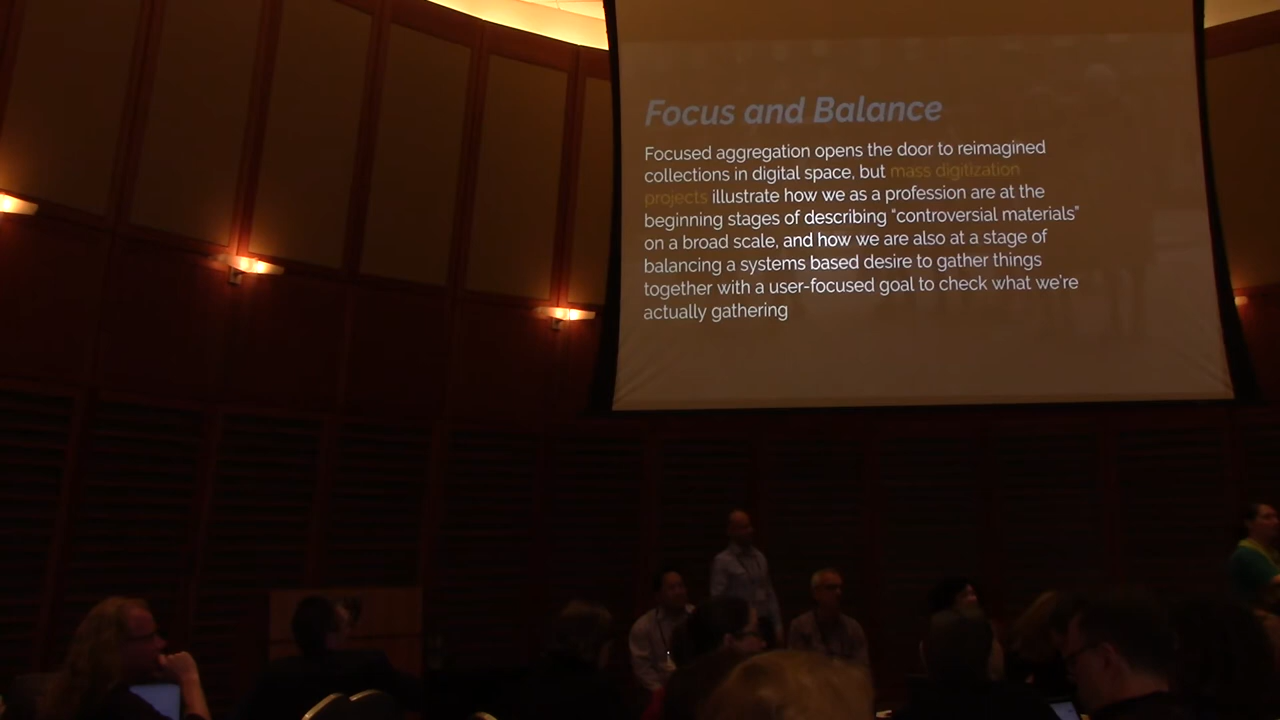 Focus and Balance
Focused aggregation opens the door to reimagined
collections in digital space, but mass digitization
projects illustrate how we as a profession are at the
beginning stages of describing “controversial materials”
on a broad scale, and how we are also at a stage of
balancing a systems based desire to gather things
together with a user-focused goal to check what we’re
actually gathering